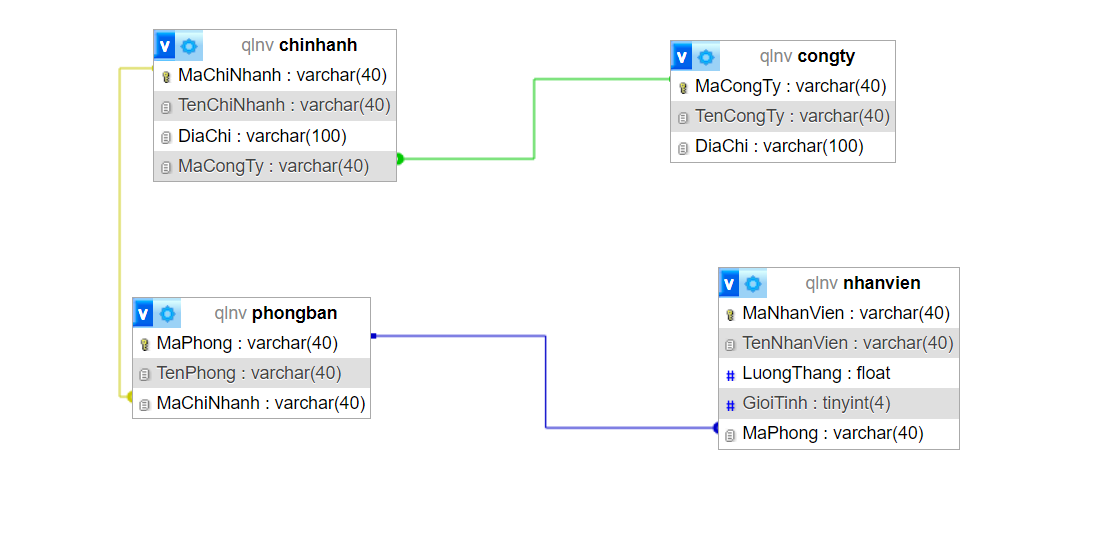 v qlnv chinhanh
MaChiNhanh : varchar(40)
TenChiNhanh : varchar(40)
DiaChi : varchar(100)
MaCongTy : varchar(40)
v qlnv congty
MaCongTy : varchar(40)
TenCongTy : varchar(40)
DiaChi : varchar(100)
v qlnv phongban
MaPhong : varchar(40)
TenPhong : varchar(40)
MaChiNhanh : varchar(40)
v qlnv nhanvien
MaNhanVien : varchar(40)
TenNhanVien : varchar(40)
# LuongThang : float
# GioiTinh : tinyint(4)
MaPhong : varchar(40)